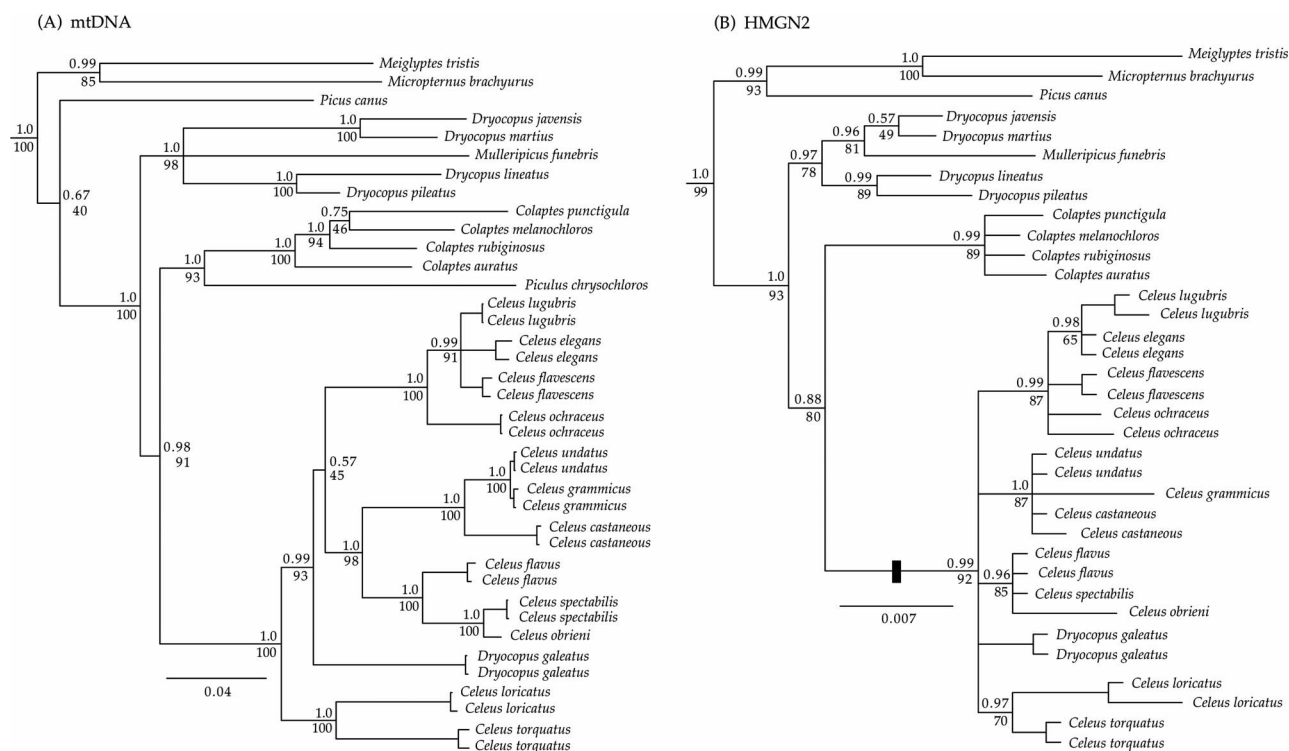 (A) mtDNA
0.99
85
Meiglyptes tristis
Micropternus brachyurus
Picus canus
1.0
100
1.0
100
Dryocopus javensis
Dryocopus martius
1.0
98
Mulleripicus funebris
1.0
100
Drycopus lineatus
Dryocopus pileatus
0.67
40
0.75
46
Colaptes punctigula
Colaptes melanochloros
1.0
94
Colaptes rubiginosus
1.0
100
Colaptes auratus
1.0
93
Piculus chrysochloros
1.0
100
Celeus lugubris
Celeus lugubris
0.99
91
Celeus elegans
Celeus elegans
1.0
100
Celeus flavescens
Celeus flavescens
Celeus ochraceus
Celeus ochraceus
0.98
91
0.57
45
Celeus undatus
Celeus undatus
1.0
100
Celeus grammicus
Celeus grammicus
1.0
100
Celeus castaneous
Celeus castaneous
1.0
98
0.99
93
Celeus flavus
Celeus flavus
1.0
100
Celeus spectabilis
Celeus spectabilis
1.0
100
Celeus obrieni
1.0
100
Dryocopus galeatus
Dryocopus galeatus
0.04
Celeus loricatus
Celeus loricatus
1.0
100
Celeus torquatus
Celeus torquatus
(B) HMGN2
1.0
100
Meiglyptes tristis
Micropternus brachyurus
0.99
93
Picus canus
0.57
49
Dryocopus javensis
Dryocopus martius
0.96
81
Mulleripicus funebris
0.97
78
0.99
89
Drycopus lineatus
Dryocopus pileatus
1.0
99
Colaptes punctigula
Colaptes melanochloros
0.99
89
Colaptes rubiginosus
Colaptes auratus
1.0
93
Celeus lugubris
Celeus lugubris
0.98
65
Celeus elegans
Celeus elegans
0.99
87
Celeus flavescens
Celeus flavescens
Celeus ochraceus
Celeus ochraceus
0.88
80
Celeus undatus
Celeus undatus
1.0
87
Celeus grammicus
Celeus castaneous
Celeus castaneous
0.99
92
Celeus flavus
Celeus flavus
0.96
85
Celeus spectabilis
Celeus obrieni
0.007
Dryocopus galeatus
Dryocopus galeatus
Celeus loricatus
Celeus loricatus
0.97
70
Celeus torquatus
Celeus torquatus